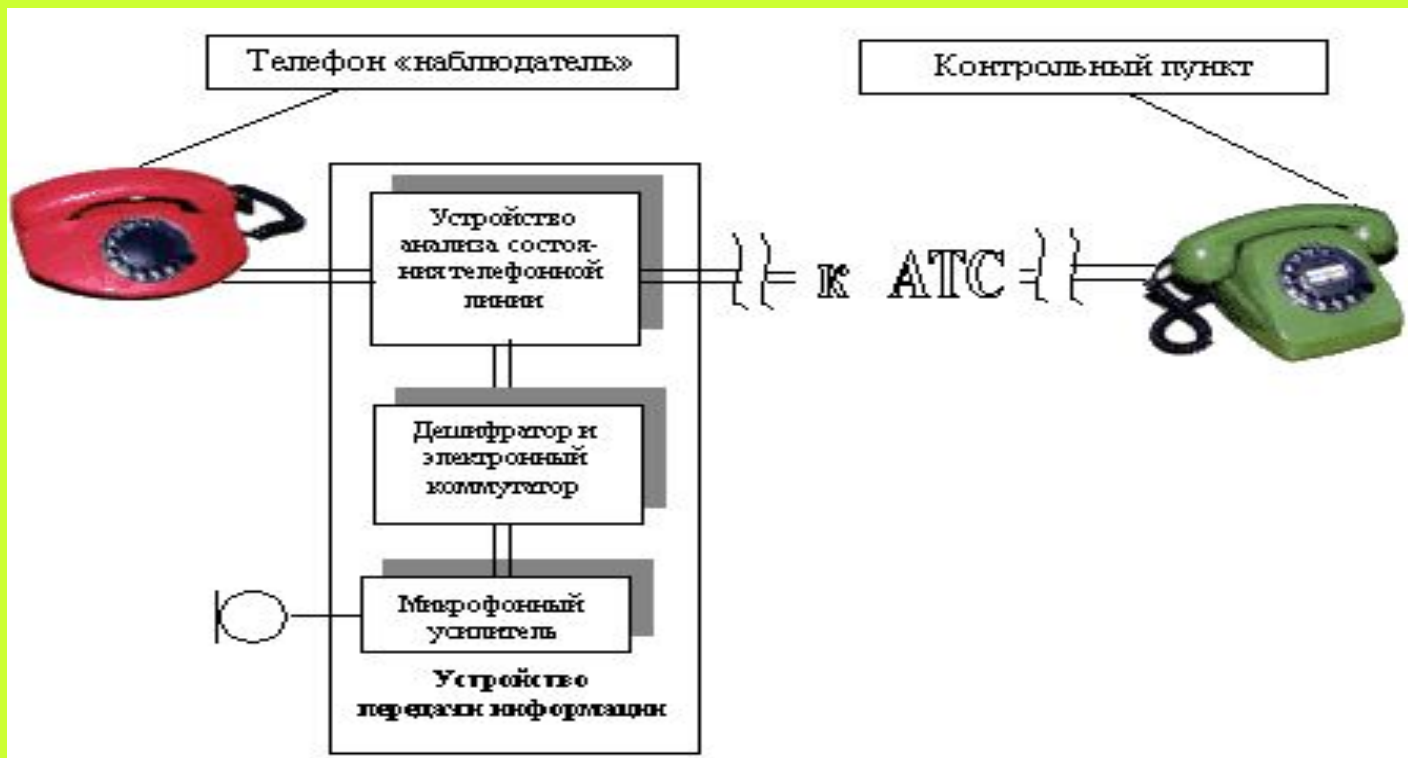 Телефон «наблюдатель»
Контрольный пункт
Устройство
анализа состоя-
ния телефонной
линии
к АТС
Дешифратор и
электронный
коммутатор
Микрофонный
усилитель
Устройство
передачи информации